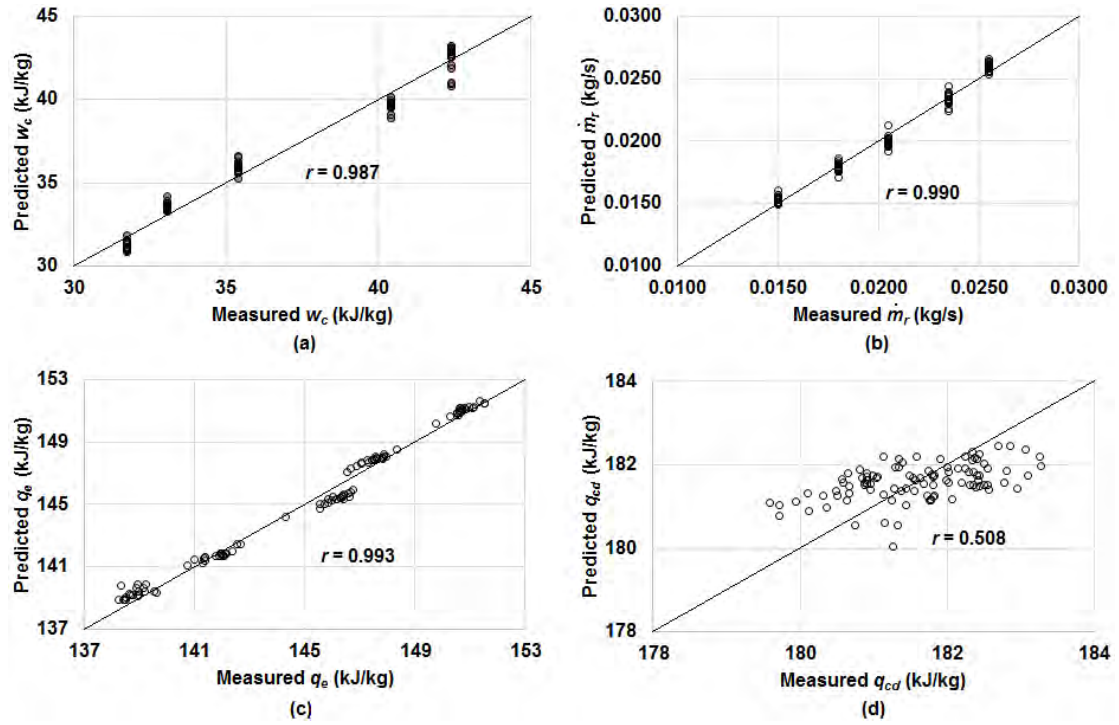 45
40
35
30
Predicted w_c (kJ/kg)
r = 0.987
30 35 40 45
Measured w_c (kJ/kg)
(a)
0.0300
0.0250
0.0200
0.0150
0.0100
Predicted ṁ_r (kg/s)
r = 0.990
0.0100 0.0150 0.0200 0.0250 0.0300
Measured ṁ_r (kg/s)
(b)
153
149
145
141
137
Predicted q_e (kJ/kg)
r = 0.993
137 141 145 149 153
Measured q_e (kJ/kg)
(c)
184
182
180
178
Predicted q_cd (kJ/kg)
r = 0.508
178 180 182 184
Measured q_cd (kJ/kg)
(d)